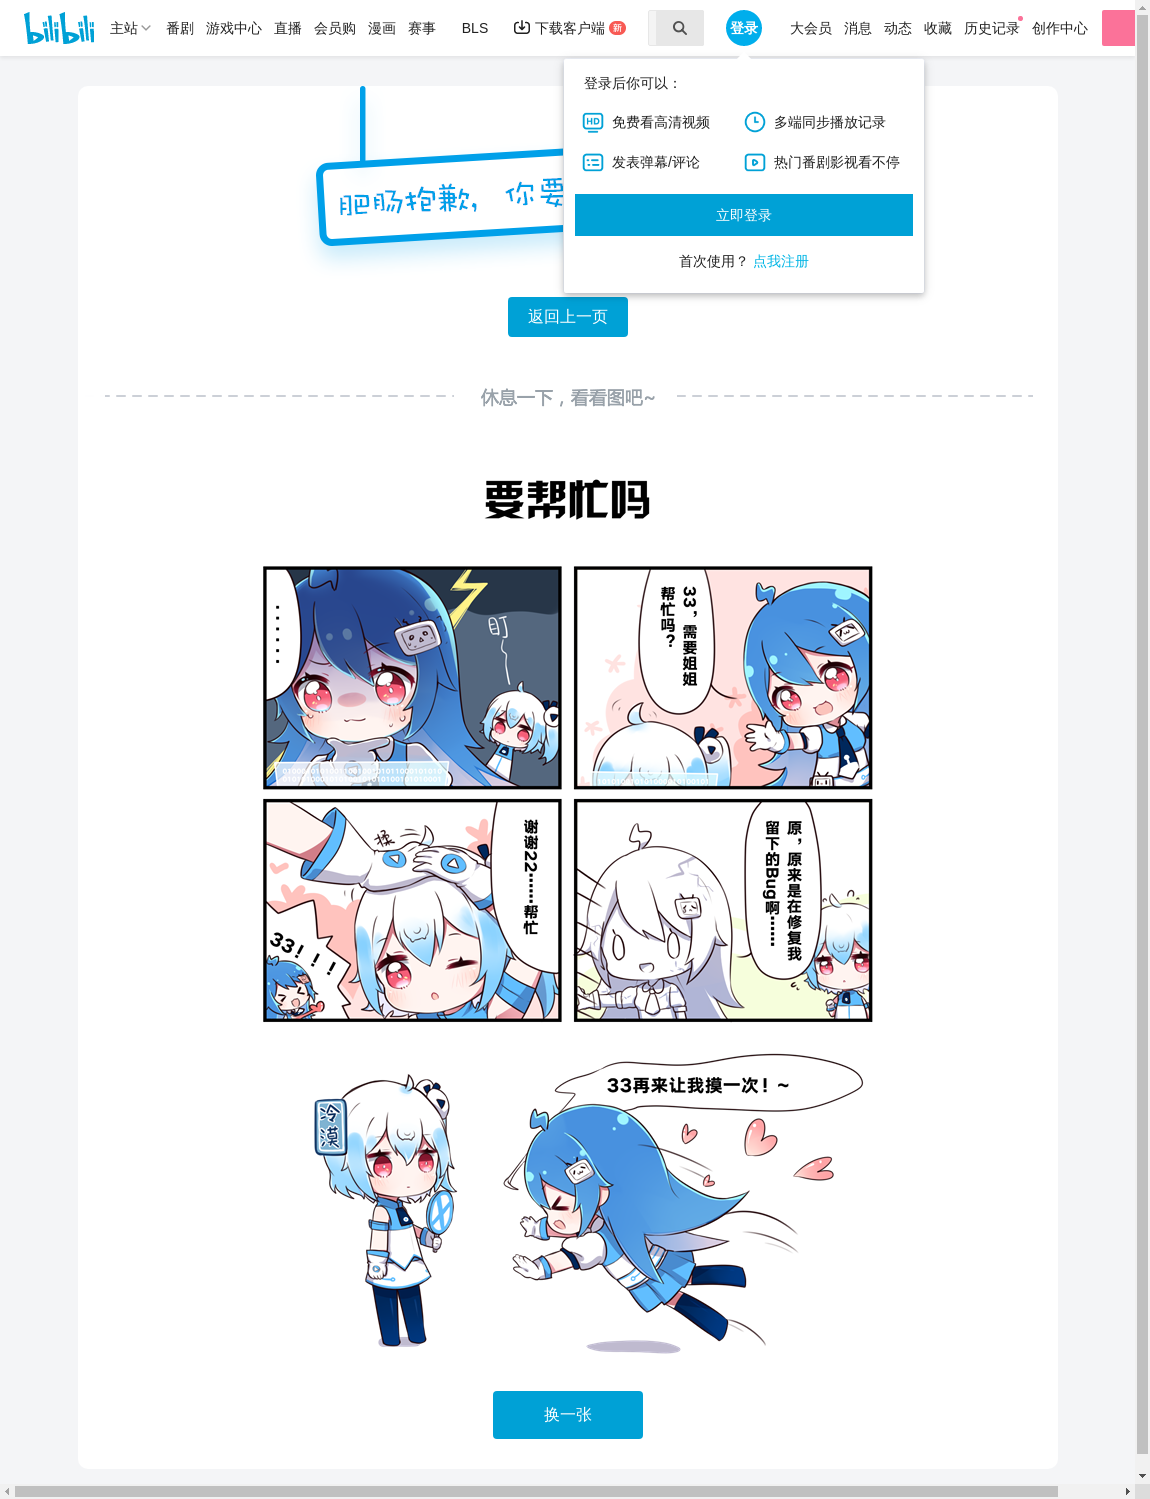 bilibili 主站 番剧 游戏中心 直播 会员购 漫画 赛事 BLS 下载客户端 新 登录 大会员 消息 动态 收藏 历史记录 创作中心
登录后你可以：
免费看高清视频 多端同步播放记录
发表弹幕/评论 热门番剧影视看不停
立即登录
首次使用？ 点我注册
肥肠抱歉，你要
返回上一页
休息一下，看看图吧~
要帮忙吗
······
盯
33，需要姐姐
帮忙吗？
揉
谢谢22······帮忙
33！！！
原，原来是在修复我
留下的Bug啊······
冷漠
33再来让我摸一次！~
换一张